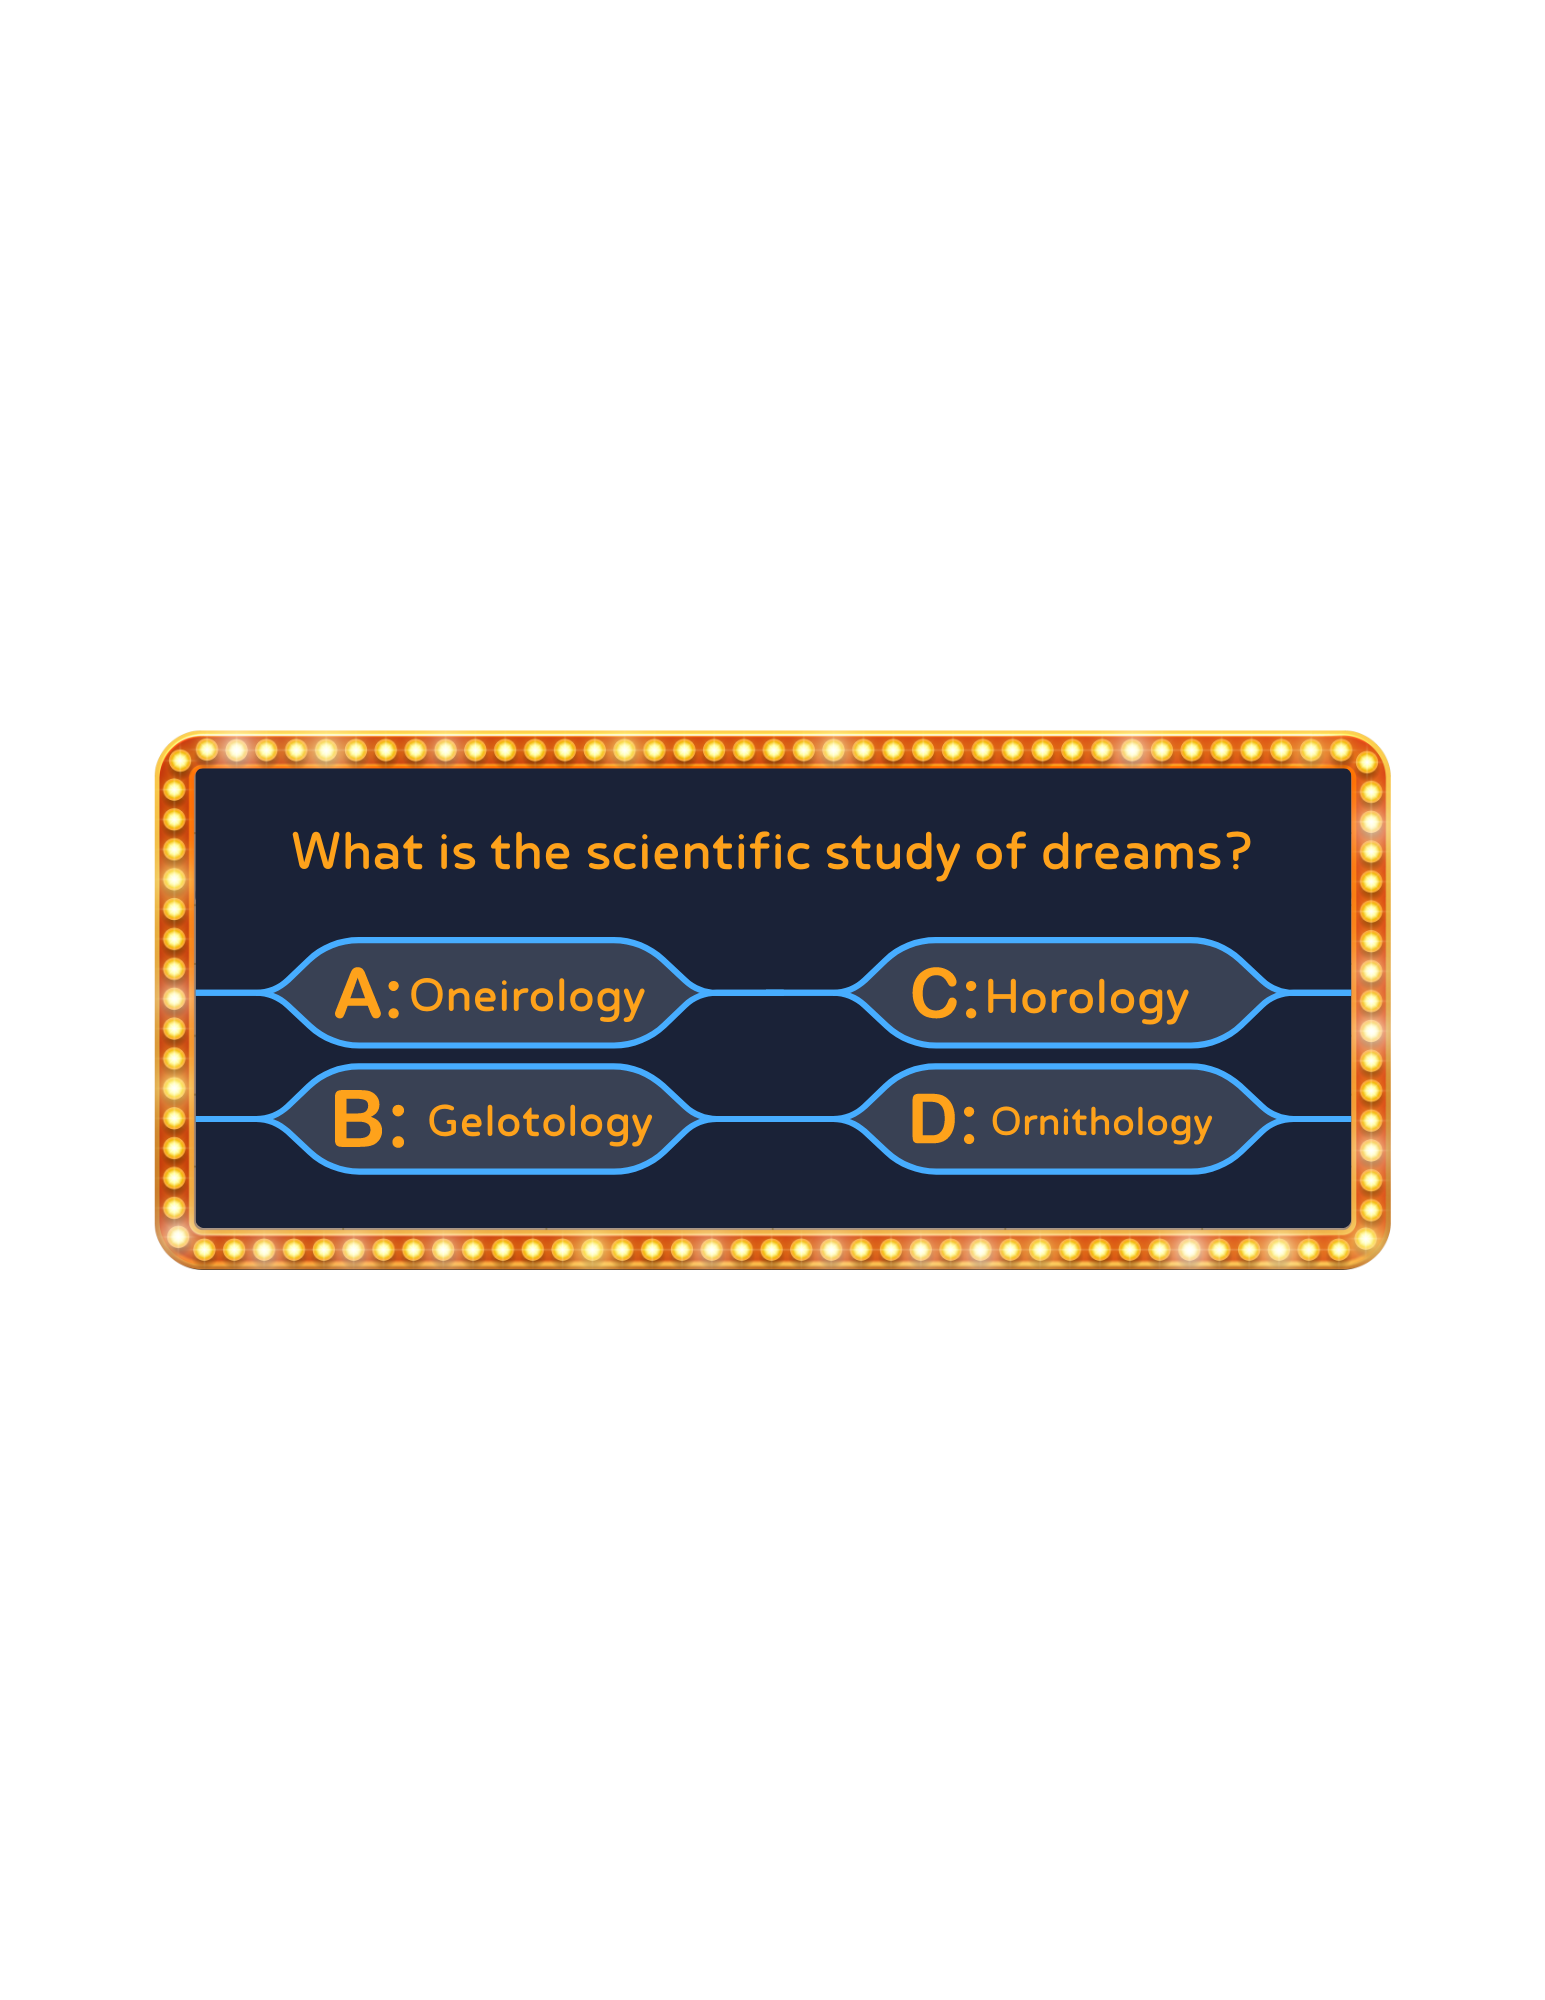 What is the scientific study of dreams?
A: Oneirology
C: Horology
B: Gelotology
D: Ornithology